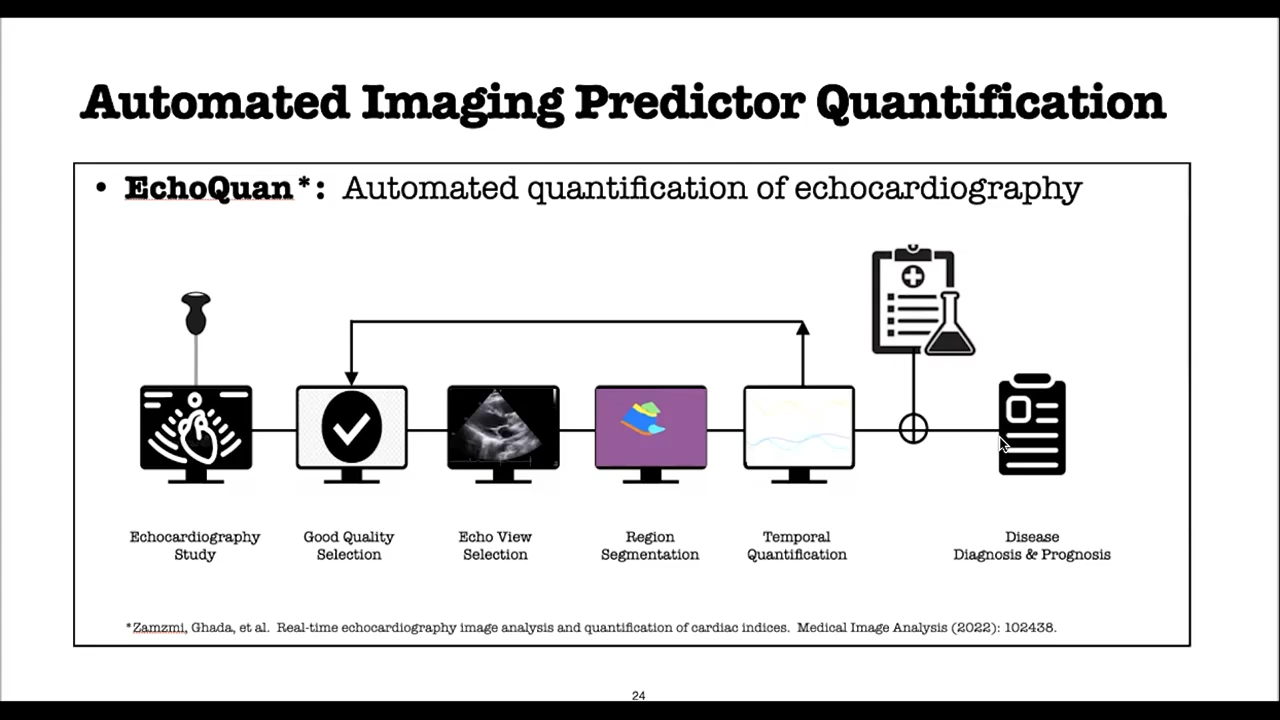 Automated Imaging Predictor Quantification
• EchoQuan*: Automated quantification of echocardiography
Echocardiography
Study
Good Quality
Selection
Echo View
Selection
Region
Segmentation
Temporal
Quantification
Disease
Diagnosis & Prognosis
*Zamzmi, Ghada, et al. Real-time echocardiography image analysis and quantification of cardiac indices. Medical Image Analysis (2022): 102438.
24